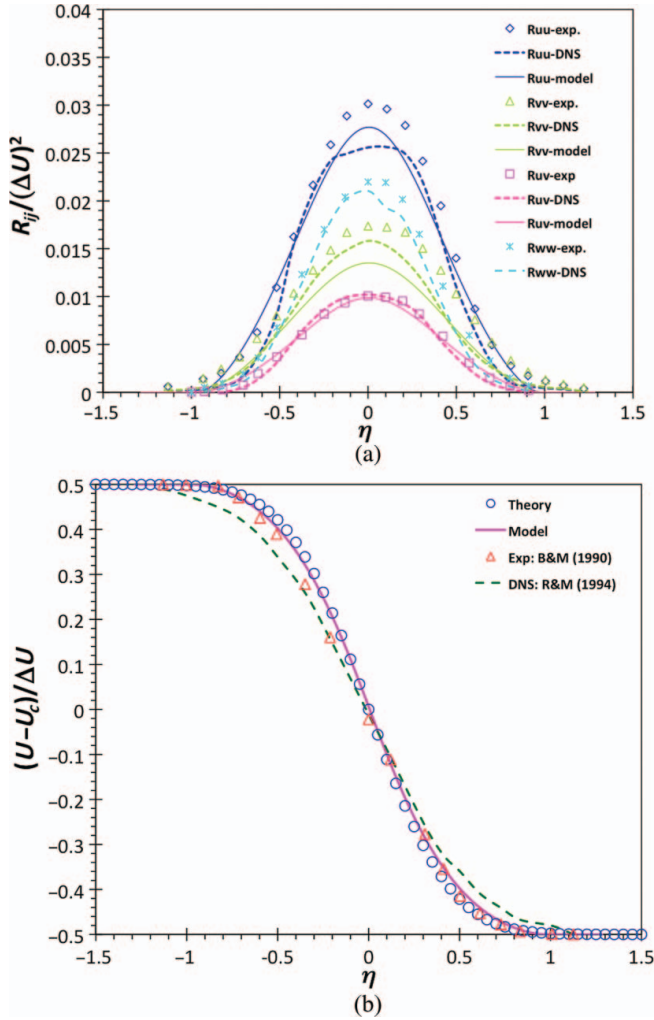 0.04
0.035
0.03
0.025
0.02
0.015
0.01
0.005
0
R_ij/(ΔU)²
Ruu-exp.
Ruu-DNS
Ruu-model
Rvv-exp.
Rvv-DNS
Rvv-model
Ruv-exp
Ruv-DNS
Ruv-model
Rww-exp.
Rww-DNS
−1.5 −1 −0.5 0 0.5 1 1.5
η
(a)
0.5
0.4
0.3
0.2
0.1
0
−0.1
−0.2
−0.3
−0.4
−0.5
(U−U_c)/ΔU
Theory
Model
Exp: B&M (1990)
DNS: R&M (1994)
−1.5 −1 −0.5 0 0.5 1 1.5
η
(b)